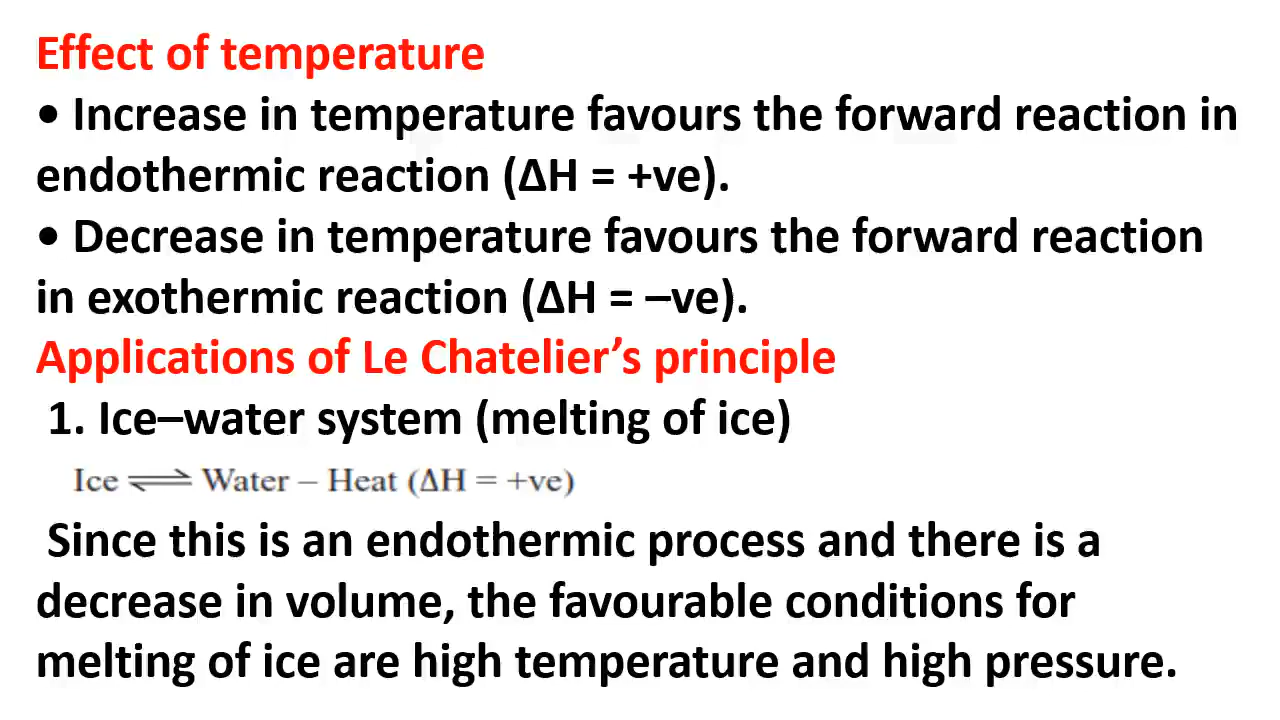 Effect of temperature
• Increase in temperature favours the forward reaction in
endothermic reaction (ΔH = +ve).
• Decrease in temperature favours the forward reaction
in exothermic reaction (ΔH = –ve).
Applications of Le Chatelier’s principle
1. Ice–water system (melting of ice)
Ice ⇌ Water – Heat (ΔH = +ve)
Since this is an endothermic process and there is a
decrease in volume, the favourable conditions for
melting of ice are high temperature and high pressure.